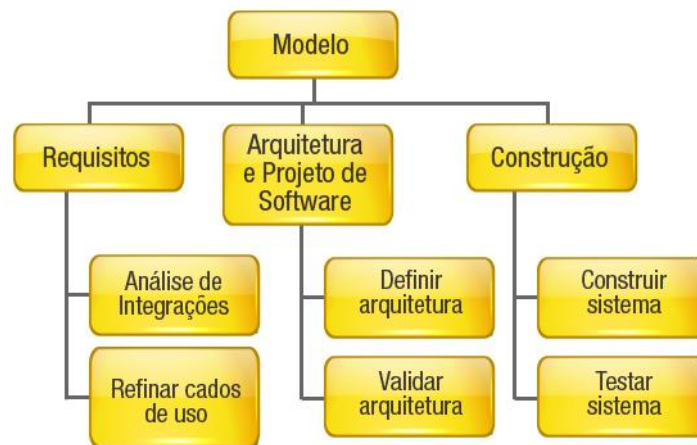 Modelo
Requisitos
Arquitetura
e Projeto de
Software
Construção
Análise de
Integrações
Definir
arquitetura
Construir
sistema
Refinar cados
de uso
Validar
arquitetura
Testar
sistema